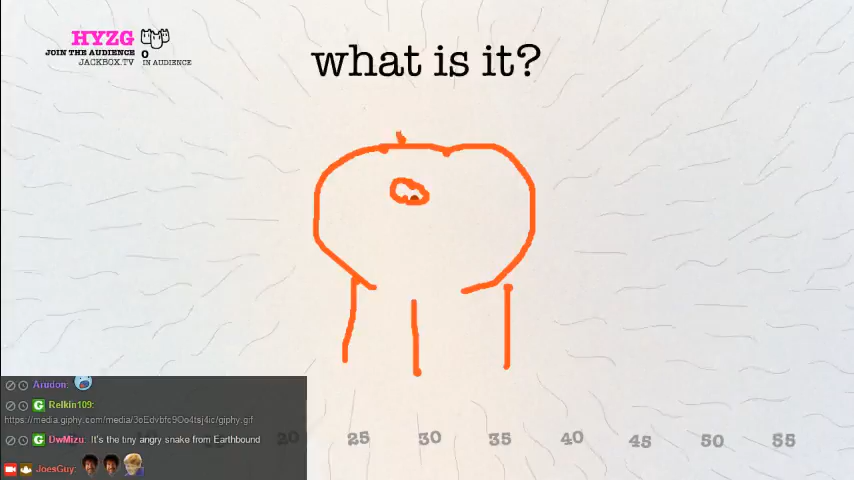 HYZG
JOIN THE AUDIENCE
JACKBOX.TV
0
IN AUDIENCE
what is it?
Arudon:
G Relkin109:
https://media.giphy.com/media/3oEdvbfc9Oo4tsj4ic/giphy.gif
G DwMizu: It's the tiny angry snake from Earthbound
JoesGuy:
20 25 30 35 40 45 50 55